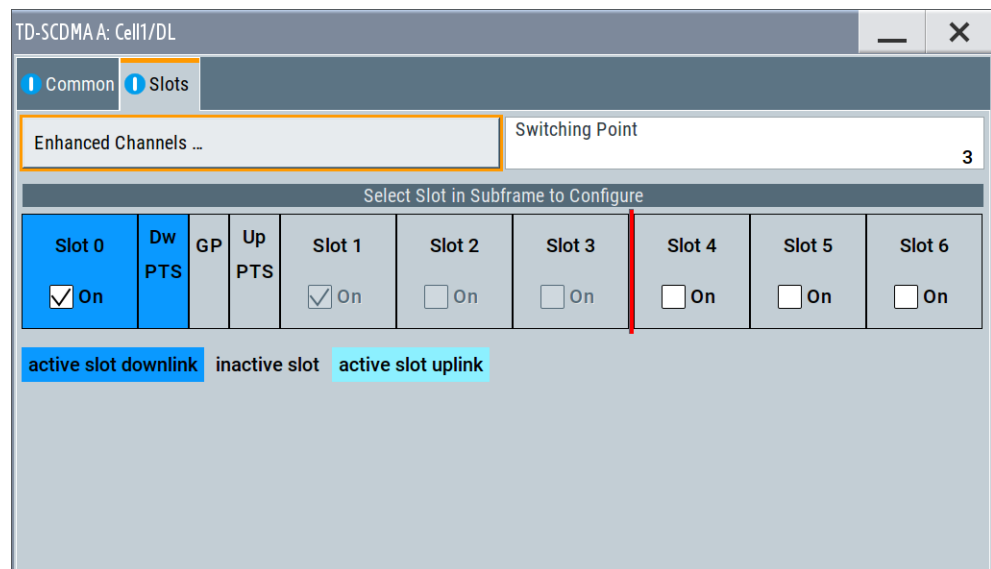 TD-SCDMA A: Cell1/DL
Common Slots
Enhanced Channels ...
Switching Point
3
Select Slot in Subframe to Configure
Slot 0 Dw PTS GP Up PTS Slot 1 Slot 2 Slot 3 Slot 4 Slot 5 Slot 6
On On On On On On On
active slot downlink inactive slot active slot uplink